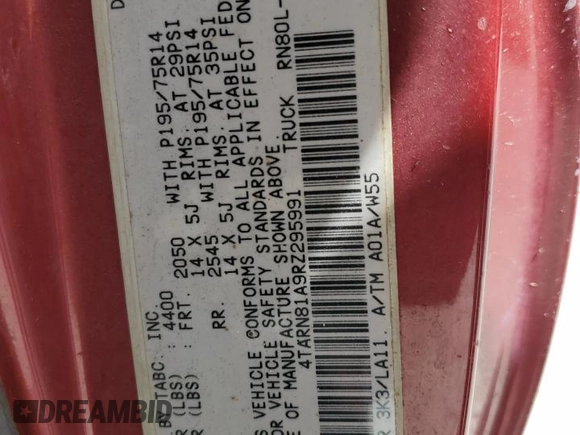 INC.
4400
FRT. 2050 WITH P195/75R14
14 X 5J RIMS. AT 29PSI
RR. 2545 WITH P195/75R14
14 X 5J RIMS. AT 35PSI
VEHICLE CONFORMS TO ALL APPLICABLE FED
VEHICLE SAFETY STANDARDS IN EFFECT ON
OF MANUFACTURE SHOWN ABOVE
4TARN81A9RZ295991 TRUCK RN80L-
3K3/LA11. A/TM A01A/W55
DREAMBID